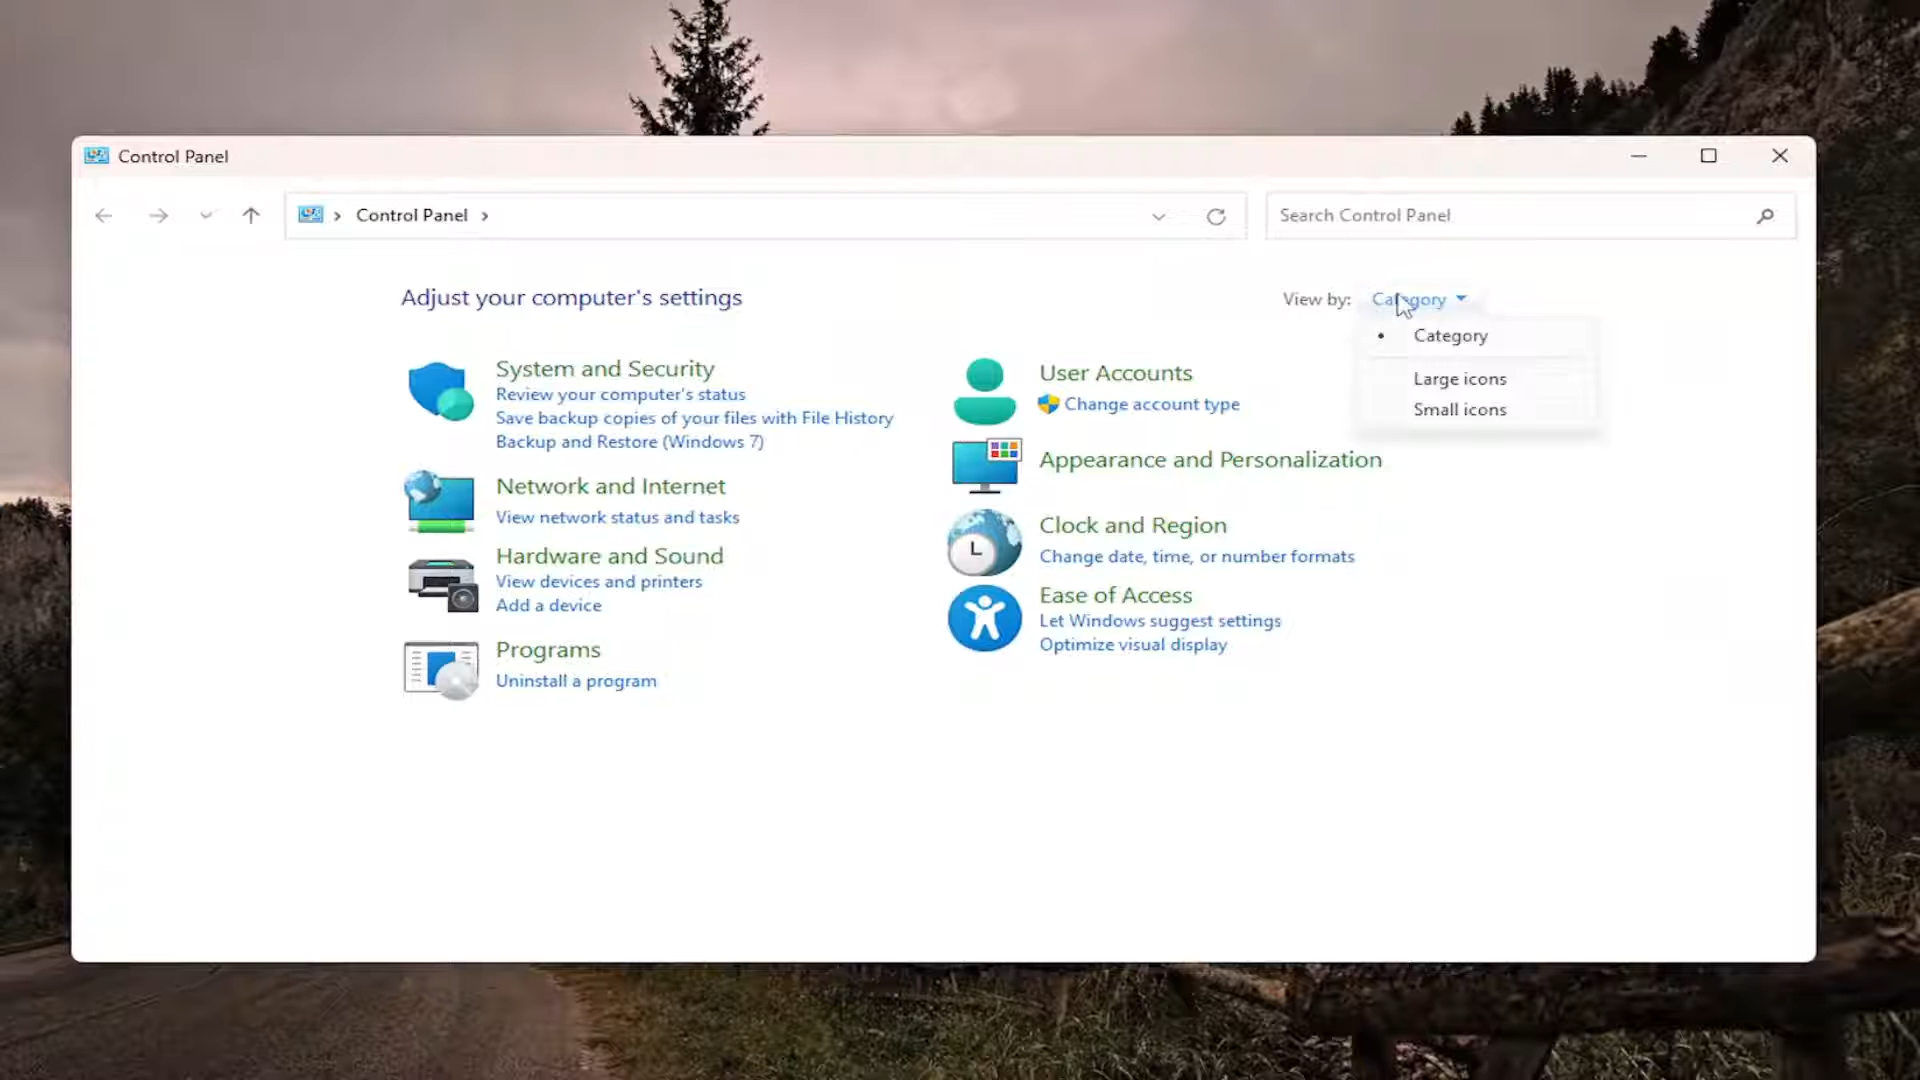 Control Panel
Control Panel
Search Control Panel
Adjust your computer's settings
View by: Category
Category
Large icons
Small icons
System and Security
Review your computer's status
Save backup copies of your files with File History
Backup and Restore (Windows 7)
Network and Internet
View network status and tasks
Hardware and Sound
View devices and printers
Add a device
Programs
Uninstall a program
User Accounts
Change account type
Appearance and Personalization
Clock and Region
Change date, time, or number formats
Ease of Access
Let Windows suggest settings
Optimize visual display